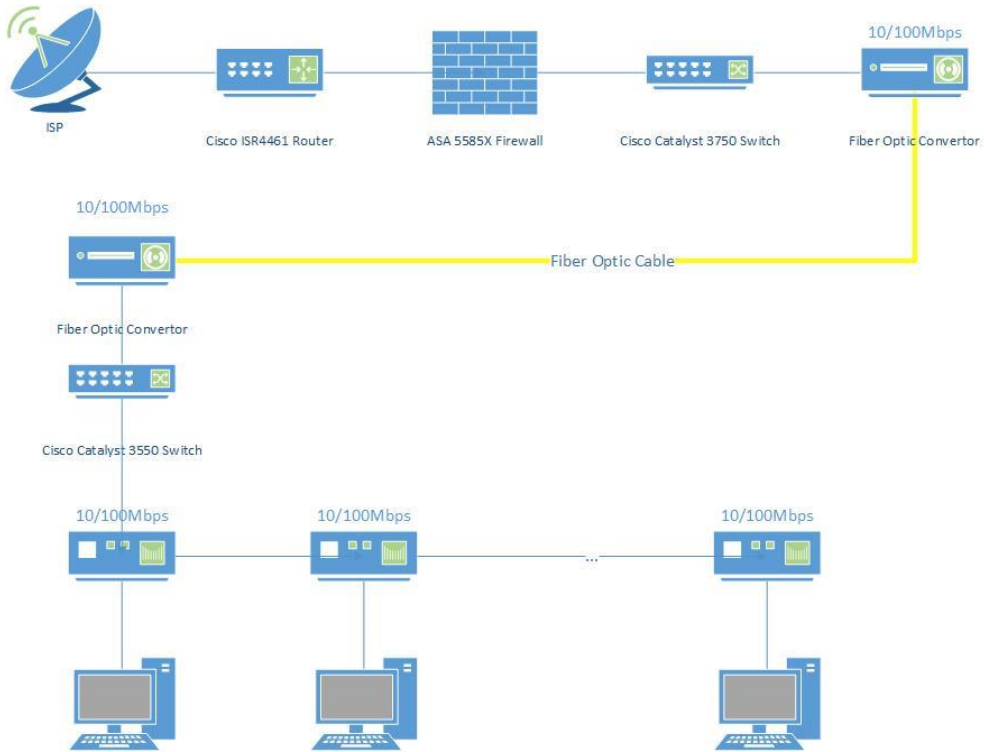 10/100Mbps
ISP
Cisco ISR4461 Router
ASA 5585X Firewall
Cisco Catalyst 3750 Switch
Fiber Optic Convertor
10/100Mbps
Fiber Optic Cable
Fiber Optic Convertor
Cisco Catalyst 3550 Switch
10/100Mbps
10/100Mbps
10/100Mbps
...